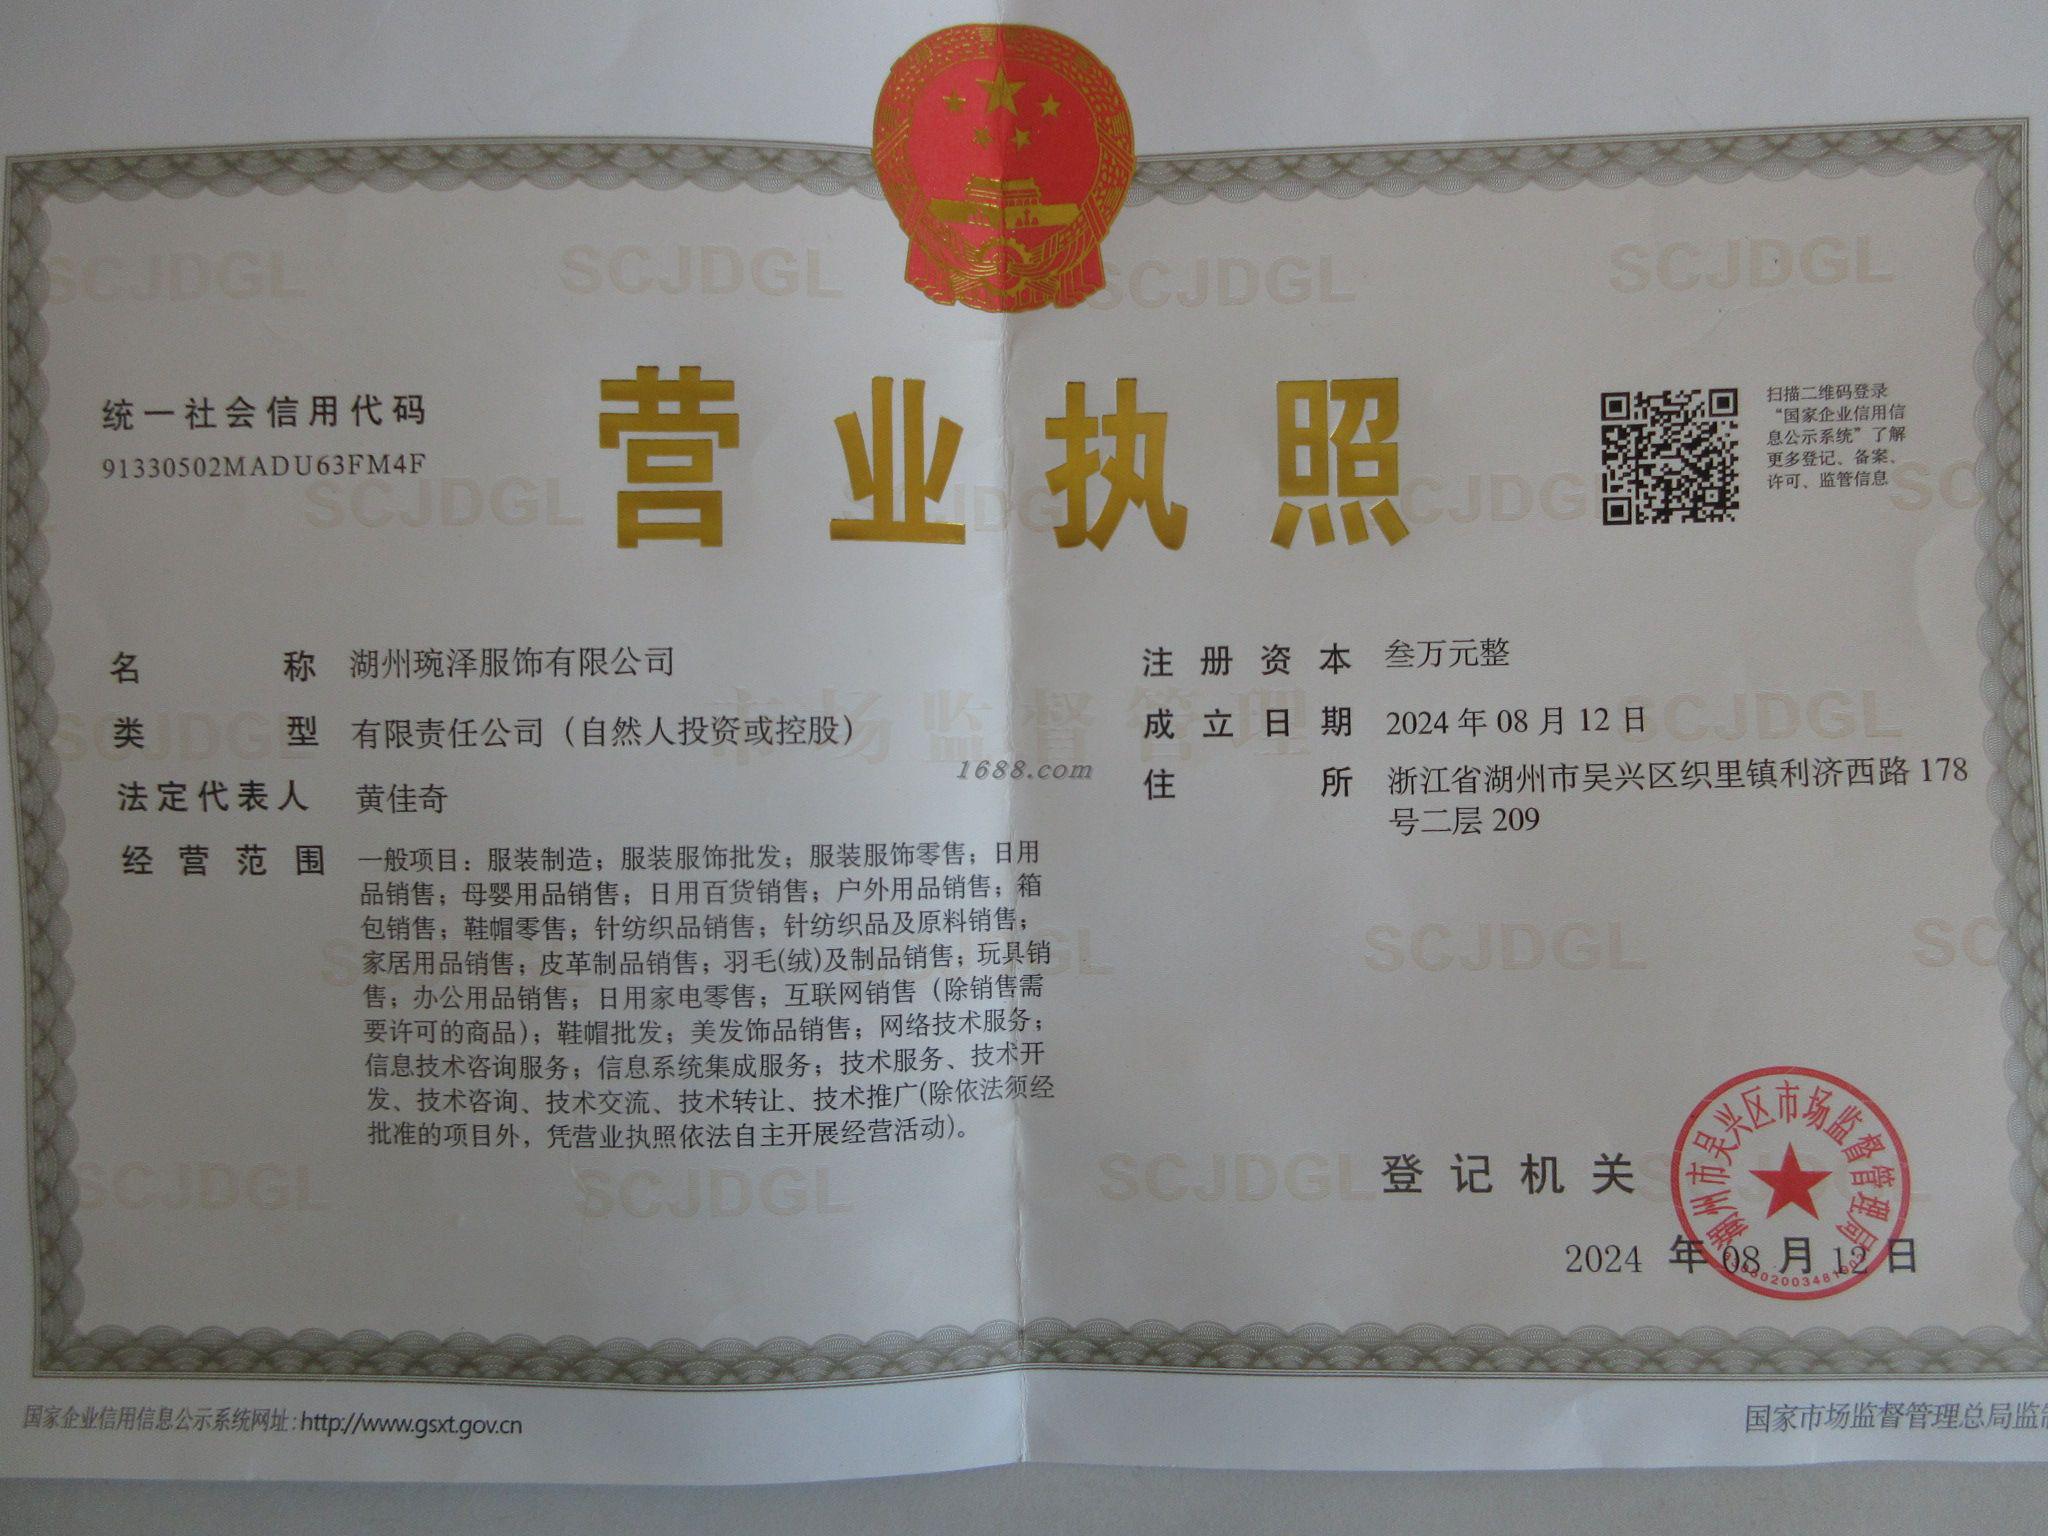 统一社会信用代码
91330502MADU63FM4F
营业执照
扫描二维码登录
“国家企业信用信
息公示系统”了解
更多登记、备案、
许可、监管信息
名称 湖州琬泽服饰有限公司
类型 有限责任公司（自然人投资或控股）
法定代表人 黄佳奇
经营范围 一般项目：服装制造；服装服饰批发；服装服饰零售；日用
品销售；母婴用品销售；日用百货销售；户外用品销售；箱
包销售；鞋帽零售；针纺织品销售；针纺织品及原料销售；
家居用品销售；皮革制品销售；羽毛(绒)及制品销售；玩具销
售；办公用品销售；日用家电零售；互联网销售（除销售需
要许可的商品）；鞋帽批发；美发饰品销售；网络技术服务；
信息技术咨询服务；信息系统集成服务；技术服务、技术开
发、技术咨询、技术交流、技术转让、技术推广(除依法须经
批准的项目外，凭营业执照依法自主开展经营活动)。
注册资本 叁万元整
成立日期 2024年08月12日
住所 浙江省湖州市吴兴区织里镇利济西路178
号二层209
市场监督管理
1688.com
SCJDGL
登记机关
湖州市吴兴区市场监督管理局
2024年08月12日
国家企业信用信息公示系统网址：http://www.gsxt.gov.cn
国家市场监督管理总局监制